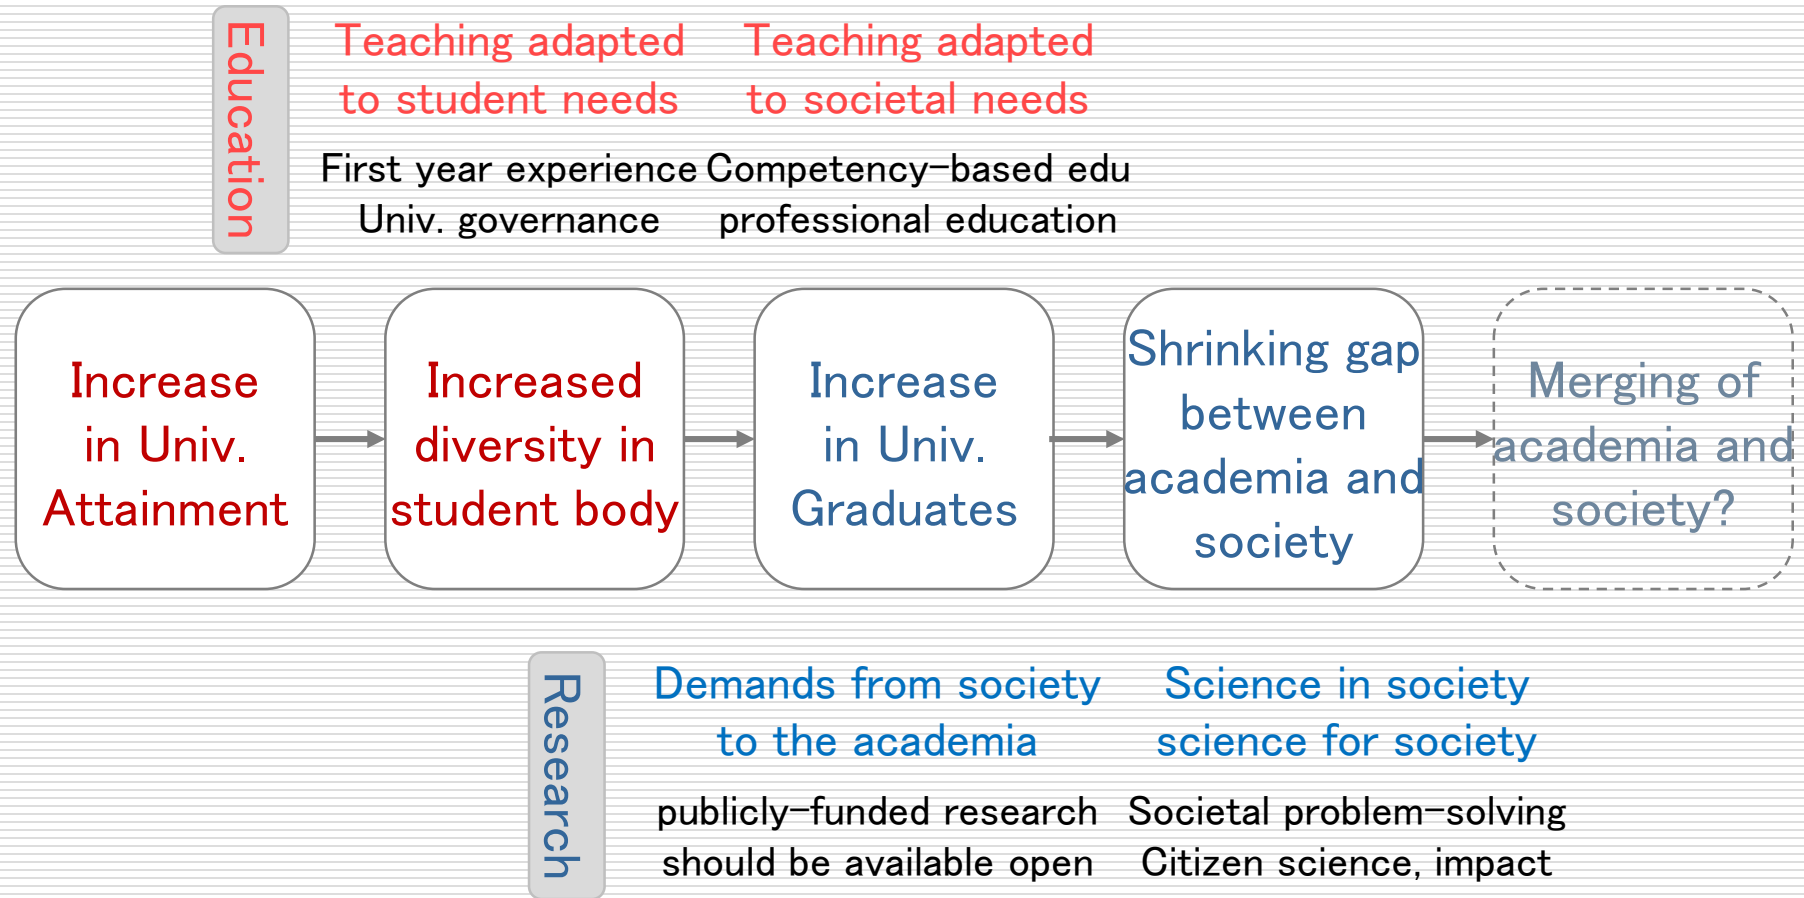 Education
Teaching adapted
to student needs
First year experience
Univ. governance
Teaching adapted
to societal needs
Competency-based edu
professional education
Increase
in Univ.
Attainment
Increased
diversity in
student body
Increase
in Univ.
Graduates
Shrinking gap
between
academia and
society
Merging of
academia and
society?
Research
Demands from society
to the academia
publicly-funded research
should be available open
Science in society
science for society
Societal problem-solving
Citizen science, impact